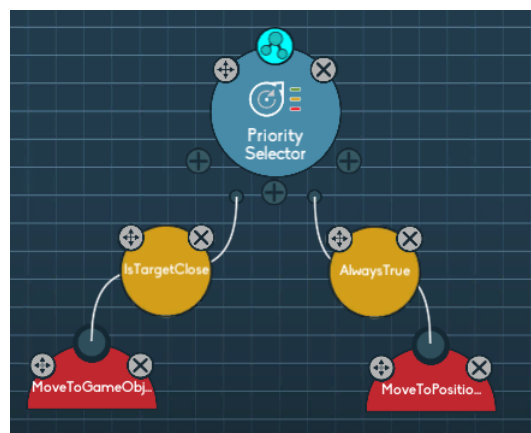 Priority
Selector
IsTargetClose
AlwaysTrue
MoveToGameObj...
MoveToPositio...